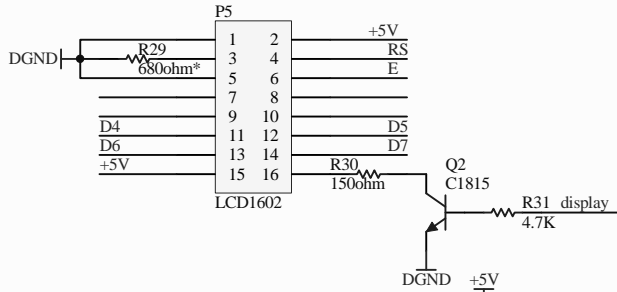 P5
1 2 +5V
DGND R29 3 4 RS
680ohm* 5 6 E
7 8
9 10
D4 11 12 D5
D6 13 14 D7
+5V 15 16 R30
150ohm
LCD1602
Q2
C1815
R31 display
4.7K
DGND +5V